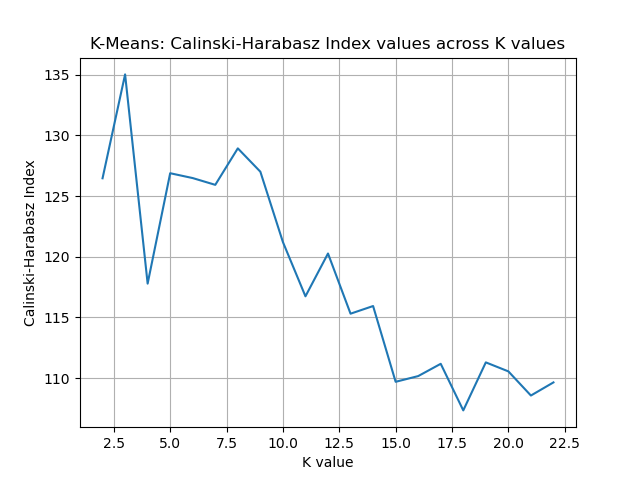 K-Means: Calinski-Harabasz Index values across K values
135
130
125
120
115
110
Calinski-Harabasz Index
2.5 5.0 7.5 10.0 12.5 15.0 17.5 20.0 22.5
K value